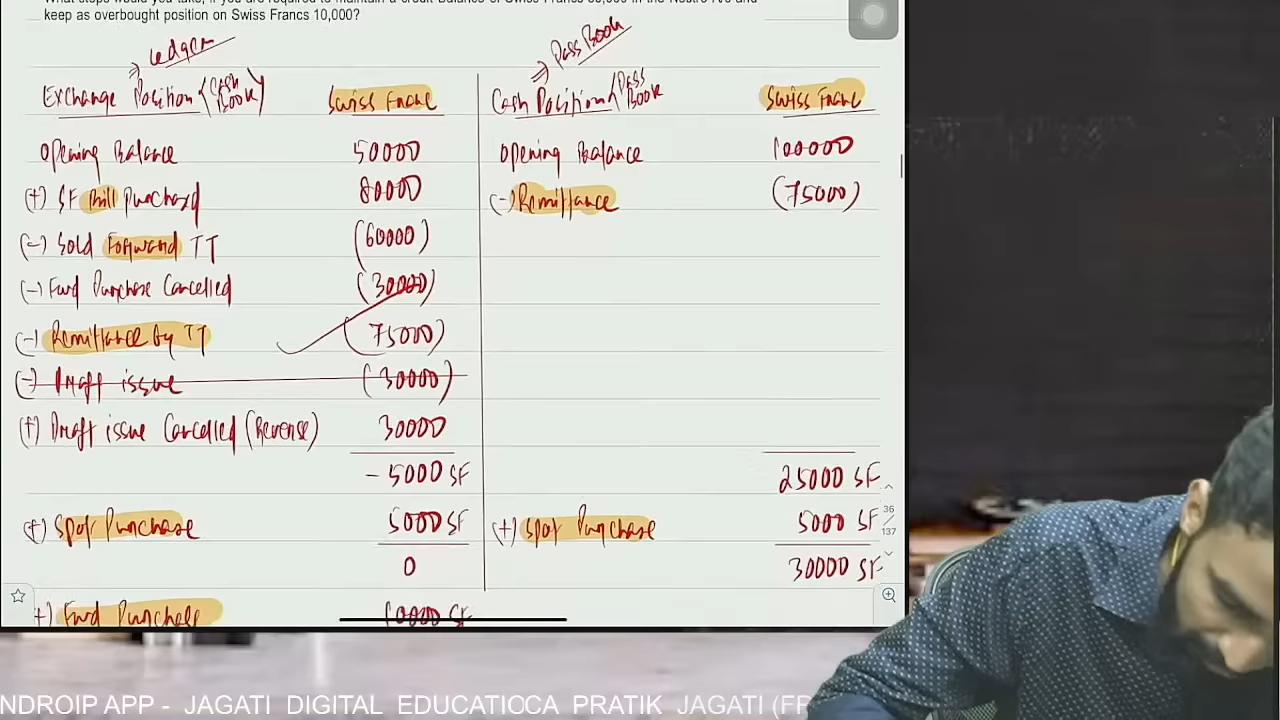 keep as overbought position on Swiss Francs 10,000?
⇒ Ledger
⇒ Pass Book
Exchange Position (Cash Book)
Swiss Franc
Cash Position (Pass Book
Swiss Franc
Opening Balance 50000
Opening Balance 100000
(+) SF Bill Purchased 80000
(-) Remittance (75000)
(-) Sold Forward TT (60000)
(-) Fwd Purchase Cancelled (30000)
(-) Remittance by TT (75000)
(-) Draft issue (30000)
(+) Draft issue Cancelled (Reverse) 30000
- 5000 SF
25000 SF
(+) Spot Purchase 5000 SF
(+) Spot Purchase 5000 SF
0
30000 SF
+) Fwd Purchase 10000 SF
36
137
NDROIP APP - JAGATI DIGITAL EDUCATIOCA PRATIK JAGATI (FR